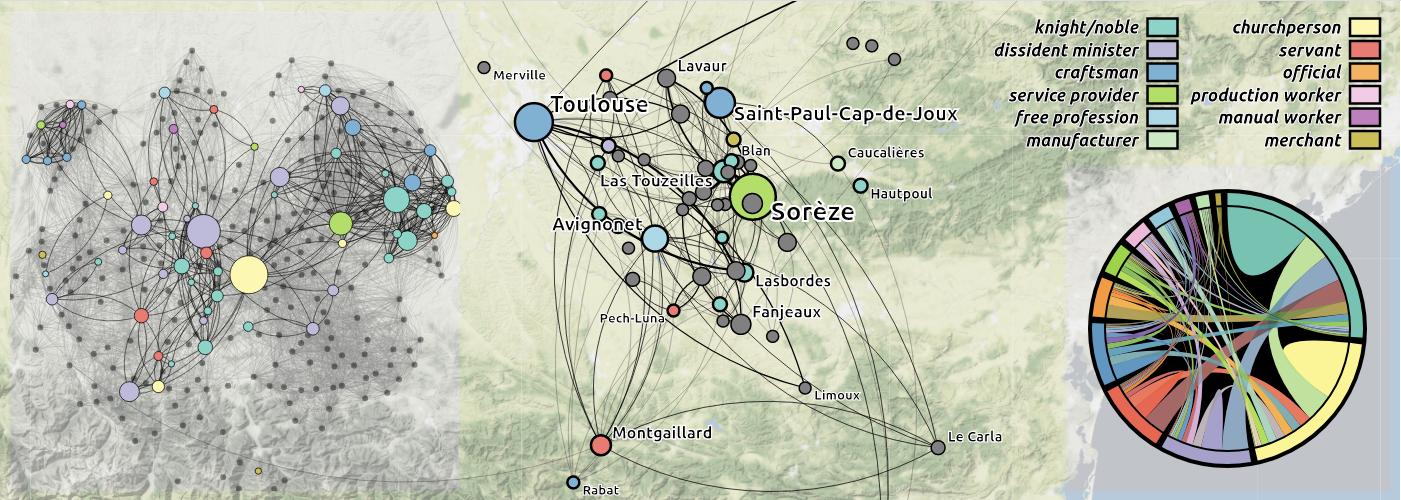 knight/noble
dissident minister
craftsman
service provider
free profession
manufacturer
churchperson
servant
official
production worker
manual worker
merchant
Merville
Lavaur
Toulouse
Saint-Paul-Cap-de-Joux
Blan
Caucalières
Las Touzeilles
Hautpoul
Sorèze
Avignonet
Lasbordes
Pech-Luna
Fanjeaux
Limoux
Montgaillard
Le Carla
Rabat